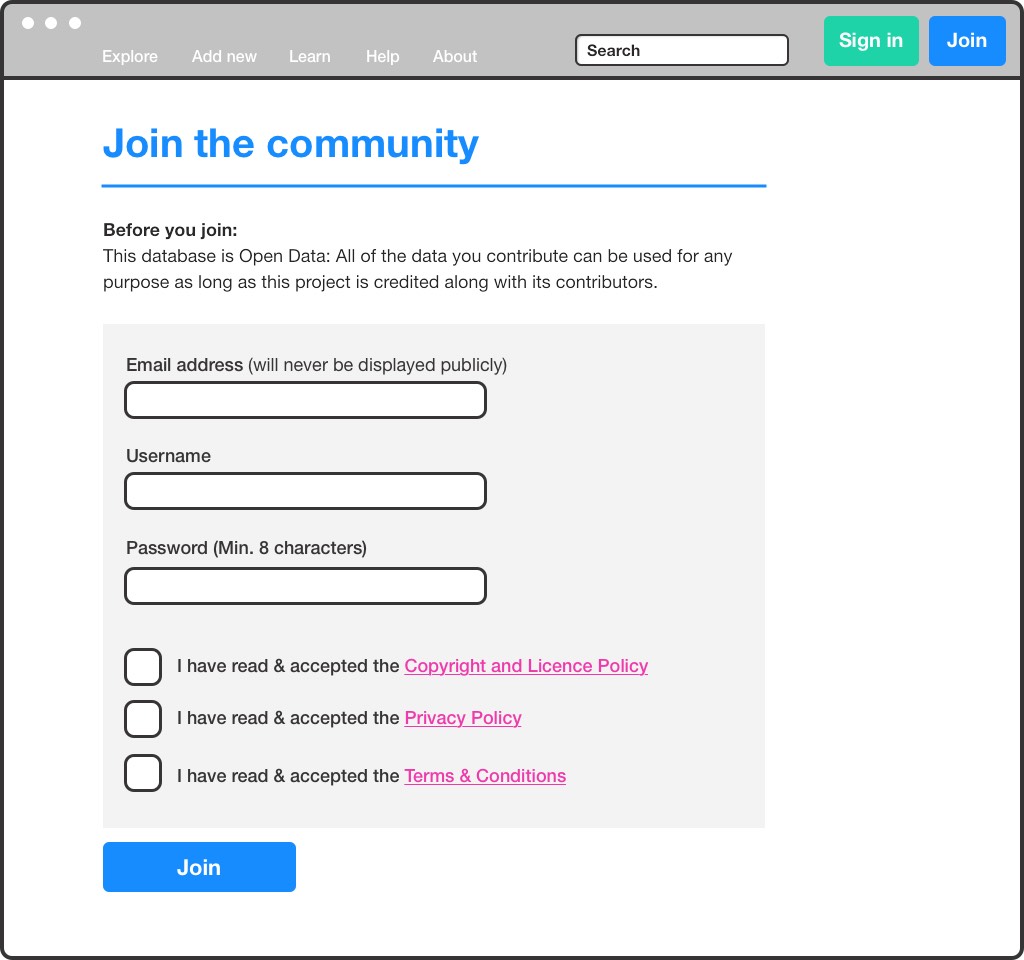 Explore Add new Learn Help About Search Sign in Join
Join the community
Before you join:
This database is Open Data: All of the data you contribute can be used for any
purpose as long as this project is credited along with its contributors.
Email address (will never be displayed publicly)
Username
Password (Min. 8 characters)
I have read & accepted the Copyright and Licence Policy
I have read & accepted the Privacy Policy
I have read & accepted the Terms & Conditions
Join